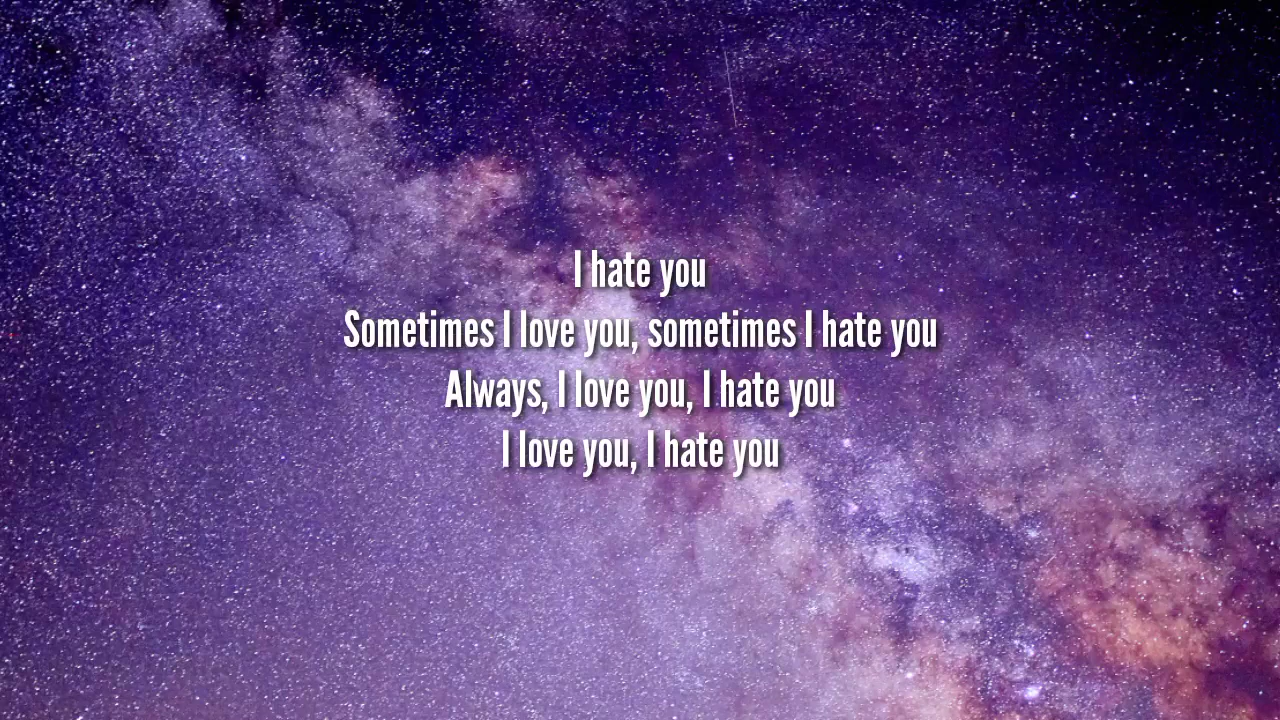 I hate you
Sometimes I love you, sometimes I hate you
Always, I love you, I hate you
I love you, I hate you